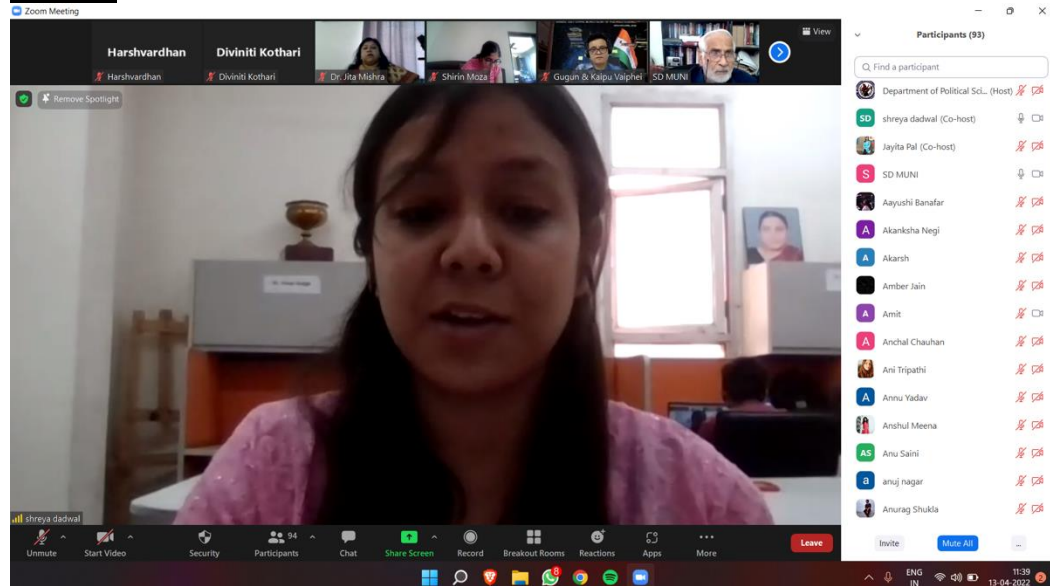 Zoom Meeting
Harshvardhan
Diviniti Kothari
View
Harshvardhan
Diviniti Kothari
Dr. Jita Mishra
Shirin Moza
Gugun & Kaipu Vaiphei
SD MUNI
Remove Spotlight
shreya dadwal
Participants (93)
Find a participant
Department of Political Sci... (Host)
SD
shreya dadwal (Co-host)
Jayita Pal (Co-host)
S
SD MUNI
Aayushi Banafar
A
Akanksha Negi
A
Akarsh
Amber Jain
A
Amit
A
Anchal Chauhan
Ani Tripathi
A
Annu Yadav
Anshul Meena
AS
Anu Saini
a
anuj nagar
Anurag Shukla
Invite
Mute All
...
Unmute
Start Video
Security
94
Participants
Chat
Share Screen
Record
Breakout Rooms
Reactions
Apps
More
Leave
8
ENG
IN
11:39
13-04-2022
2